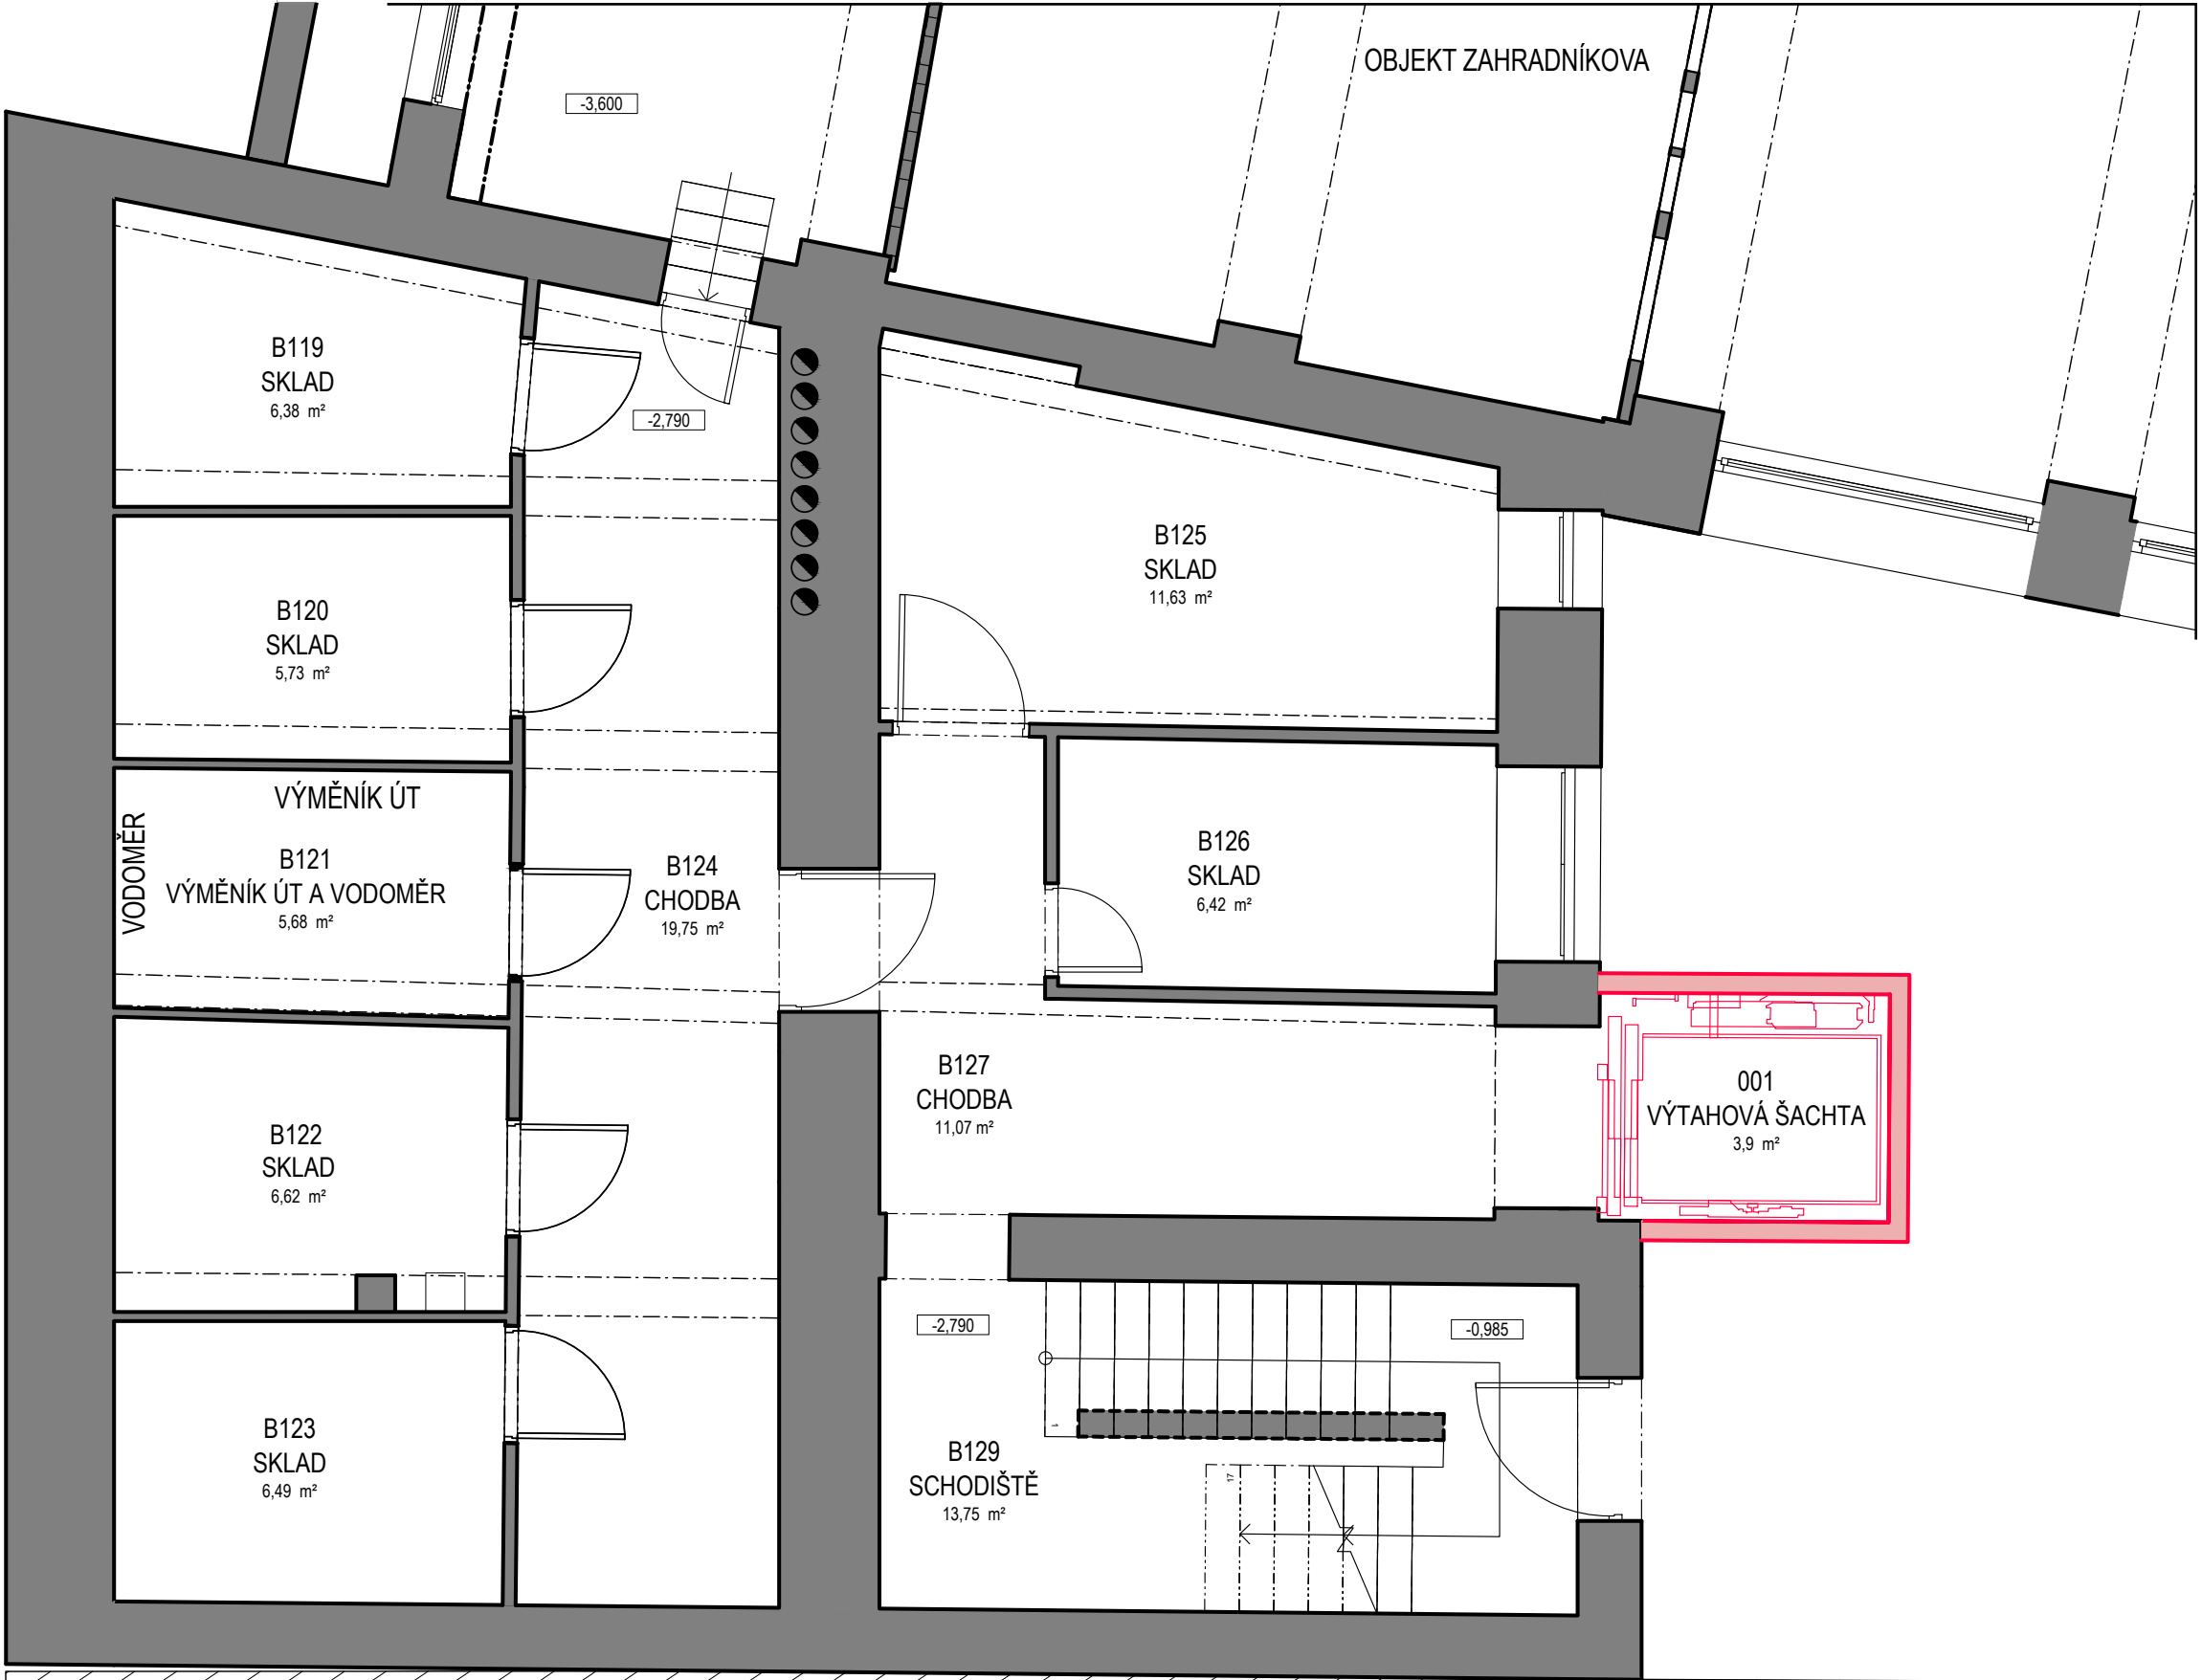 OBJEKT ZAHRADNÍKOVA
-3,600
B119
SKLAD
6,38 m²
-2,790
B125
SKLAD
11,63 m²
B120
SKLAD
5,73 m²
VÝMĚNÍK ÚT
VODOMĚR
B121
VÝMĚNÍK ÚT A VODOMĚR
5,68 m²
B124
CHODBA
19,75 m²
B126
SKLAD
6,42 m²
B127
CHODBA
11,07 m²
001
VÝTAHOVÁ ŠACHTA
3,9 m²
B122
SKLAD
6,62 m²
-2,790
-0,985
B123
SKLAD
6,49 m²
1
B129
SCHODIŠTĚ
13,75 m²
17